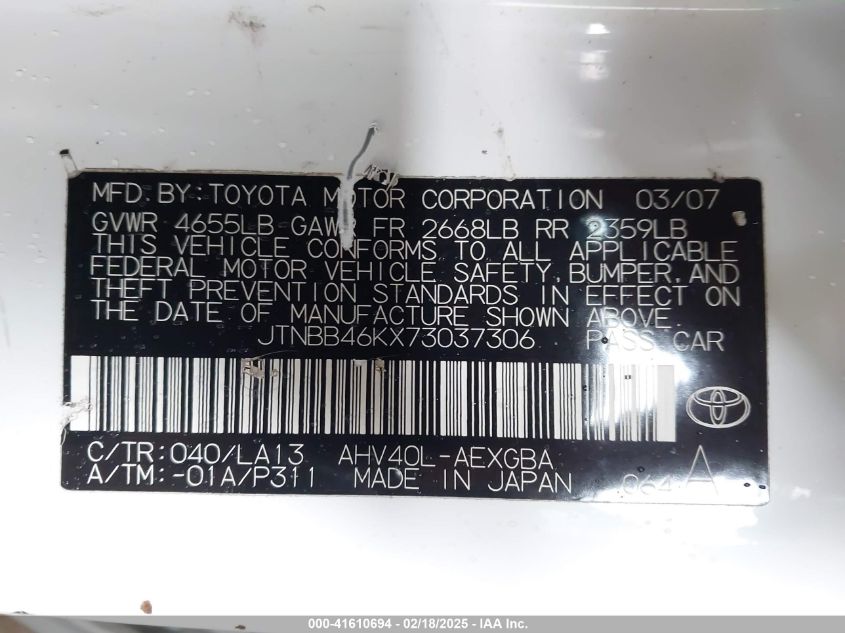 MFD. BY: TOYOTA MOTOR CORPORATION 03/07
GVWR 4655LB GAWR FR 2668LB RR 2359LB
THIS VEHICLE CONFORMS TO ALL APPLICABLE
FEDERAL MOTOR VEHICLE SAFETY, BUMPER, AND
THEFT PREVENTION STANDARDS IN EFFECT ON
THE DATE OF MANUFACTURE SHOWN ABOVE.
JTNBB46KX73037306 PASS CAR
C/TR: 040/LA13 AHV40L-AEXGBA
A/TM: -01A/P311 MADE IN JAPAN 064 A
000-41610694 - 02/18/2025 - IAA Inc.